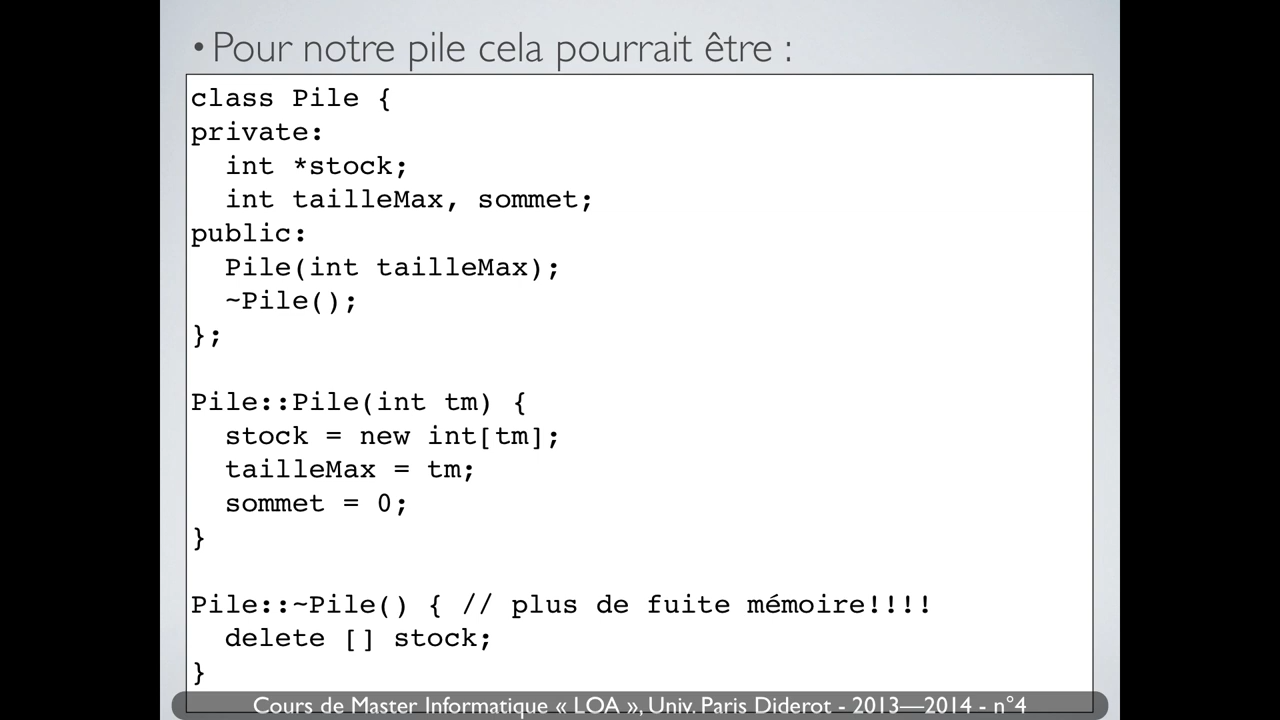 • Pour notre pile cela pourrait être :
class Pile {
private:
  int *stock;
  int tailleMax, sommet;
public:
  Pile(int tailleMax);
  ~Pile();
};

Pile::Pile(int tm) {
  stock = new int[tm];
  tailleMax = tm;
  sommet = 0;
}

Pile::~Pile() { // plus de fuite mémoire!!!!
  delete [] stock;
}
Cours de Master Informatique « LOA », Univ. Paris Diderot - 2013—2014 - n°4